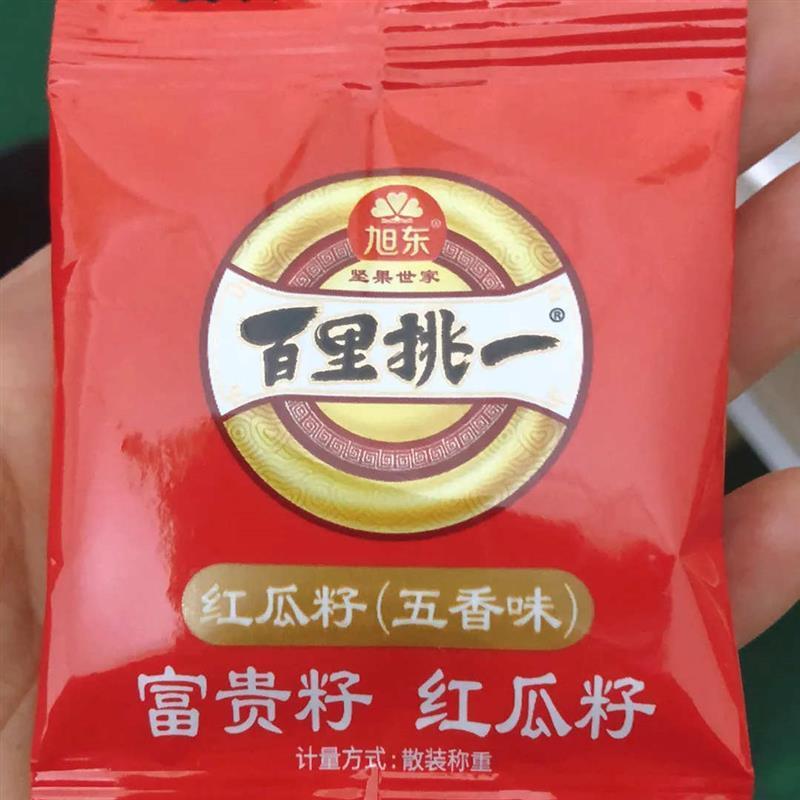 旭东®
坚果世家
百里挑一®
红瓜籽(五香味)
富贵籽 红瓜籽
计量方式:散装称重